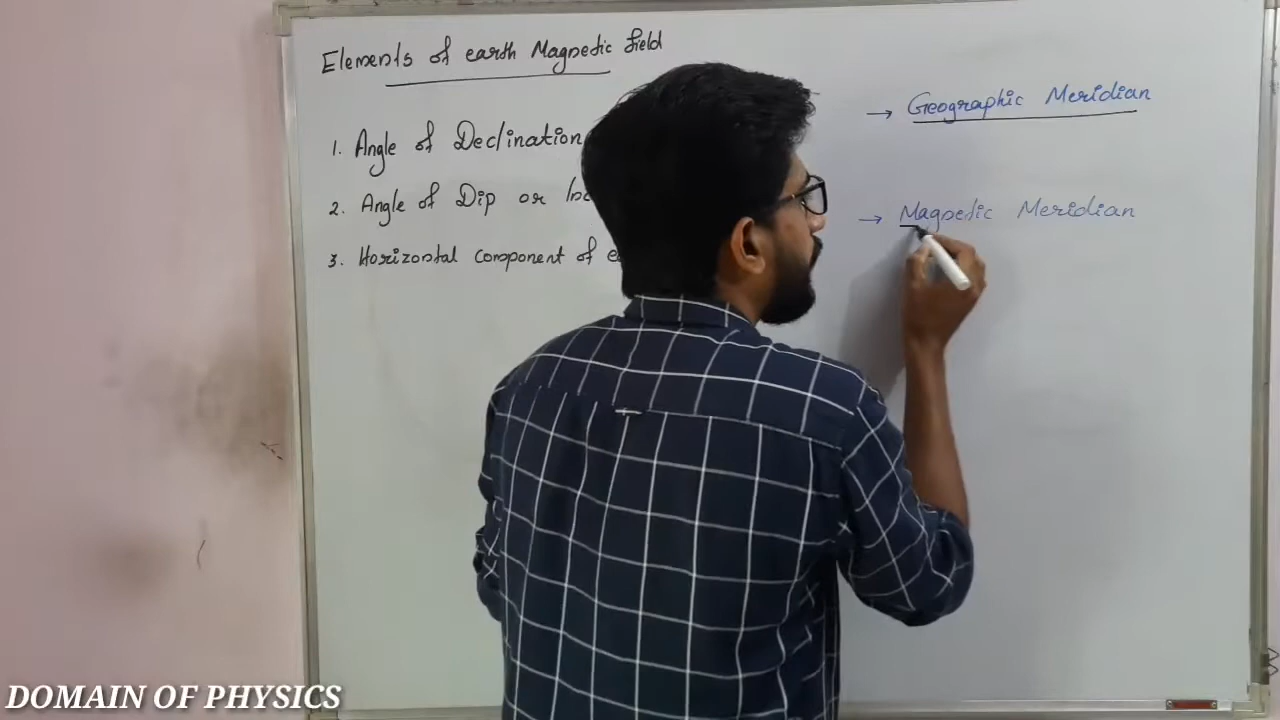 Elements of earth Magnetic field
1. Angle of Declination
2. Angle of Dip or
3. Horizontal component of
→ Geographic Meridian
→ Magnetic Meridian
DOMAIN OF PHYSICS